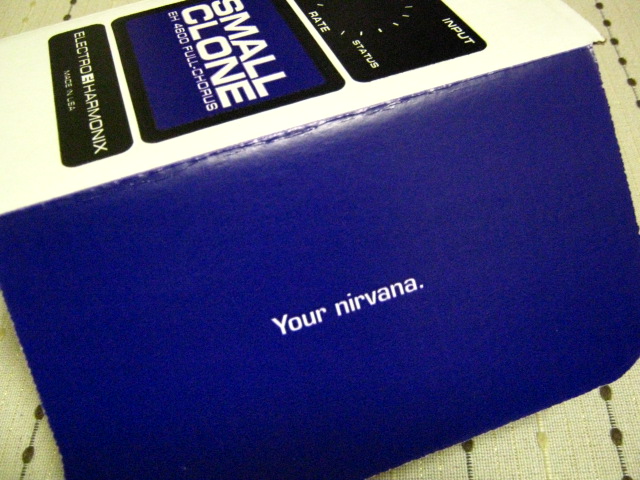 SMALL
CLONE
EH 4600 FULL-CHORUS
ELECTRO-HARMONIX
MADE IN U.S.A.
RATE
STATUS
INPUT
Your nirvana.